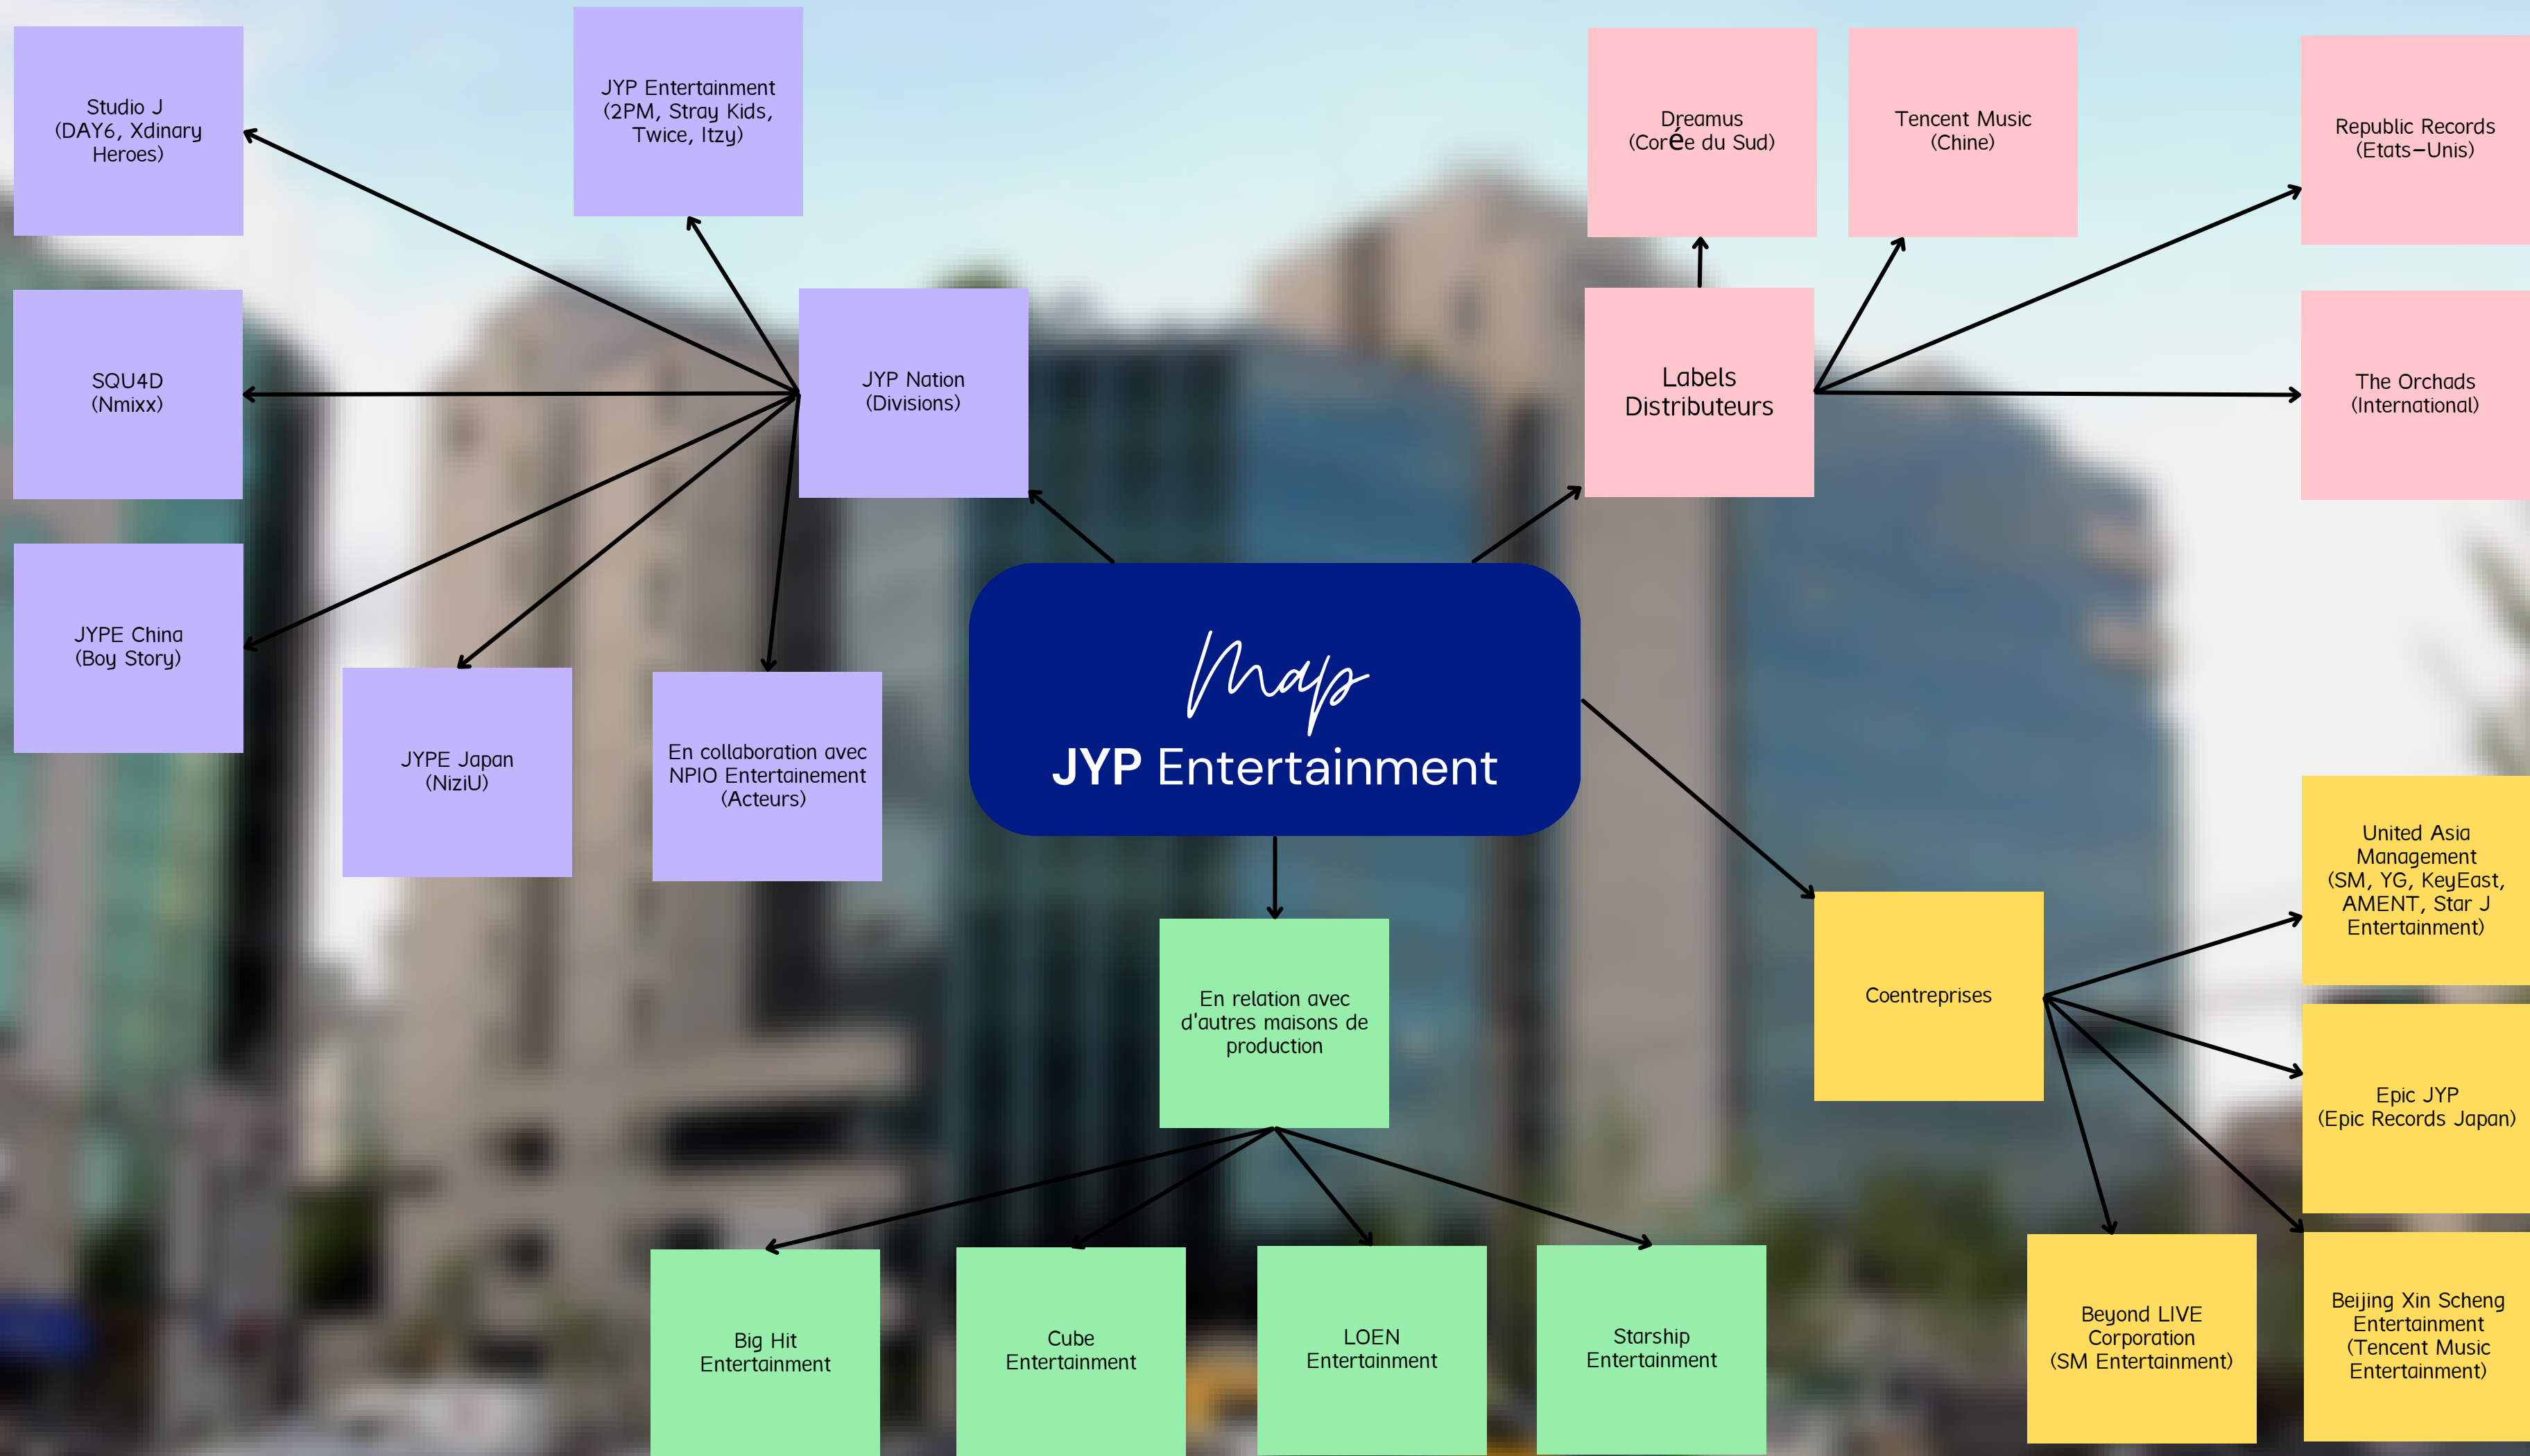 Studio J
(DAY6, Xdinary
Heroes)
JYP Entertainment
(2PM, Stray Kids,
Twice, Itzy)
SQU4D
(Nmixx)
JYP Nation
(Divisions)
JYPE China
(Boy Story)
JYPE Japan
(NiziU)
En collaboration avec
NPIO Entertainement
(Acteurs)
Dreamus
(Corée du Sud)
Tencent Music
(Chine)
Republic Records
(Etats-Unis)
Labels
Distributeurs
The Orchads
(International)
Map
JYP Entertainment
En relation avec
d'autres maisons de
production
Big Hit
Entertainment
Cube
Entertainment
LOEN
Entertainment
Starship
Entertainment
Coentreprises
United Asia
Management
(SM, YG, KeyEast,
AMENT, Star J
Entertainment)
Epic JYP
(Epic Records Japan)
Beyond LIVE
Corporation
(SM Entertainment)
Beijing Xin Scheng
Entertainment
(Tencent Music
Entertainment)